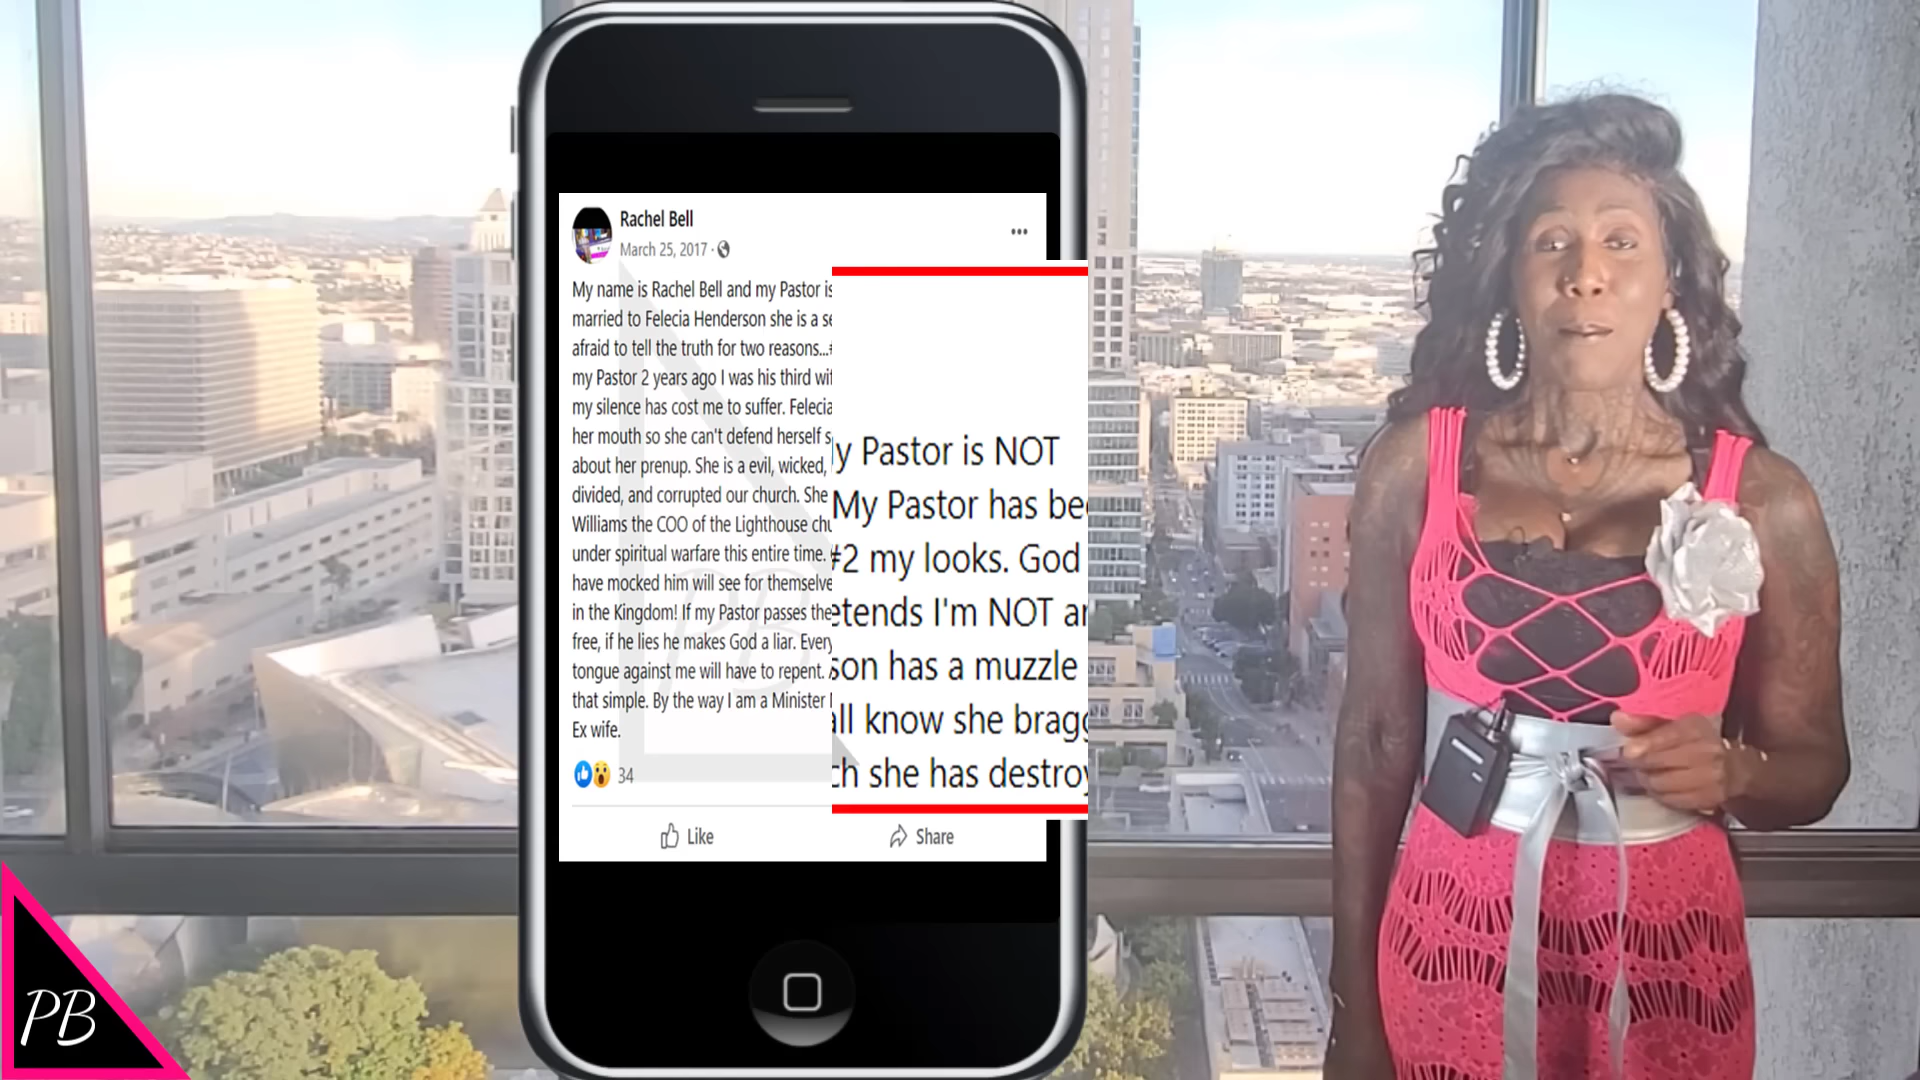 Rachel Bell
March 25, 2017
My name is Rachel Bell and my Pastor is
married to Felecia Henderson she is a
afraid to tell the truth for two reasons...
my Pastor 2 years ago I was his third
my silence has cost me to suffer. Felecia
her mouth so she can't defend herself
about her prenup. She is a evil, wicked,
divided, and corrupted our church. She
Williams the COO of the Lighthouse
under spiritual warfare this entire time.
have mocked him will see for
in the Kingdom! If my Pastor passes the
free, if he lies he makes God a liar.
tongue against me will have to repent.
that simple. By the way I am a Minister
Ex wife.
34
Like
Share
y Pastor is NOT
My Pastor has
#2 my looks. God
etends I'm NOT
son has a muzzle
all know she
ch she has
PB
PB